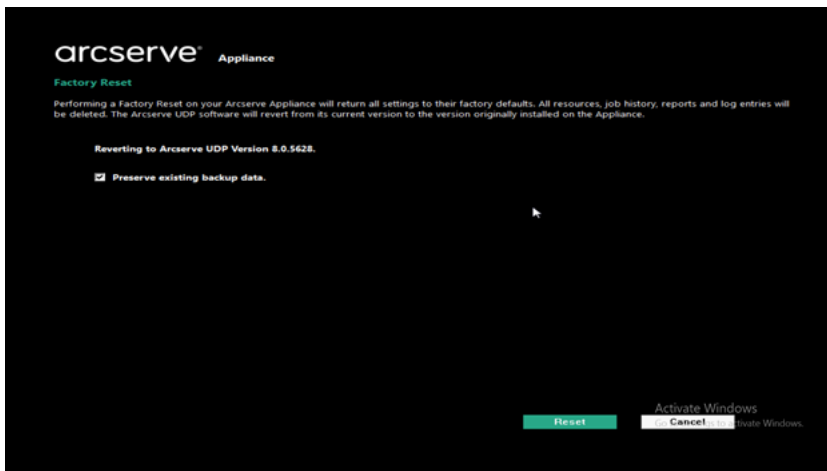 arcserve® Appliance
Factory Reset
Performing a Factory Reset on your Arcserve Appliance will return all settings to their factory defaults. All resources, job history, reports and log entries will
be deleted. The Arcserve UDP software will revert from its current version to the version originally installed on the Appliance.
Reverting to Arcserve UDP Version 8.0.5628.
Preserve existing backup data.
Activate Windows
Reset
Cancel
to activate Windows.